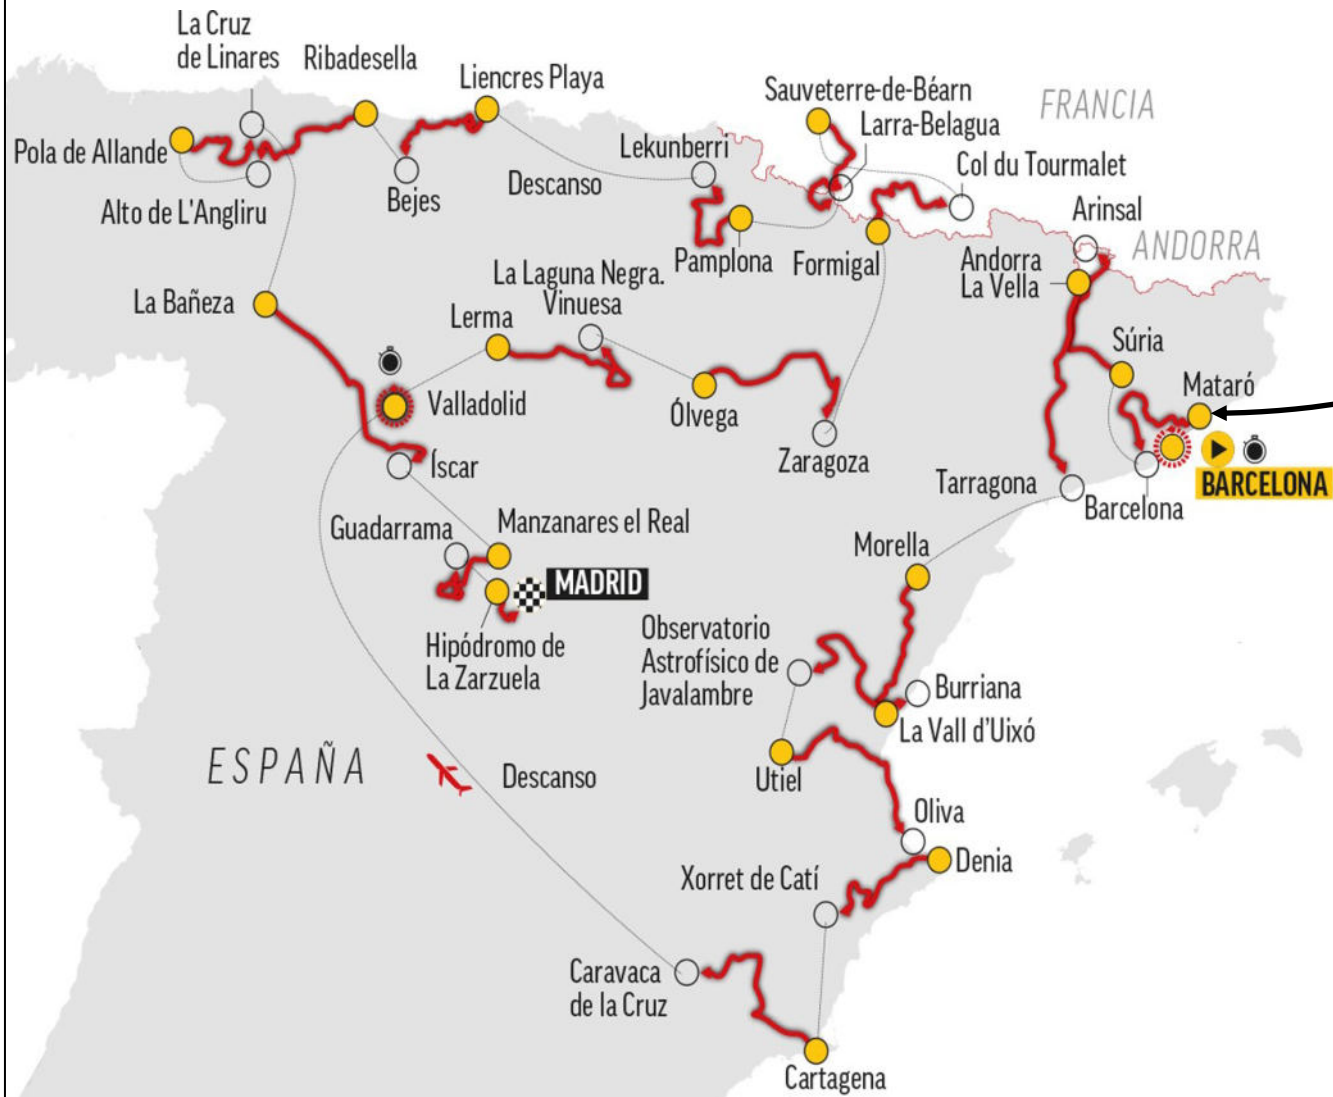 La Cruz
de Linares
Ribadesella
Liencres Playa
Sauveterre-de-Béarn
FRANCIA
Larra-Belagua
Pola de Allande
Lekunberri
Col du Tourmalet
Descanso
Alto de L'Angliru
Bejes
Arinsal
ANDORRA
Pamplona
Formigal
Andorra
La Vella
La Laguna Negra.
Vinuesa
La Bañeza
Lerma
Súria
Mataró
Valladolid
Ólvega
Zaragoza
Íscar
Tarragona
BARCELONA
Barcelona
Guadarrama
Manzanares el Real
Morella
MADRID
Hipódromo de
La Zarzuela
Observatorio
Astrofísico de
Javalambre
Burriana
La Vall d'Uixó
ESPAÑA
Descanso
Utiel
Oliva
Denia
Xorret de Catí
Caravaca
de la Cruz
Cartagena